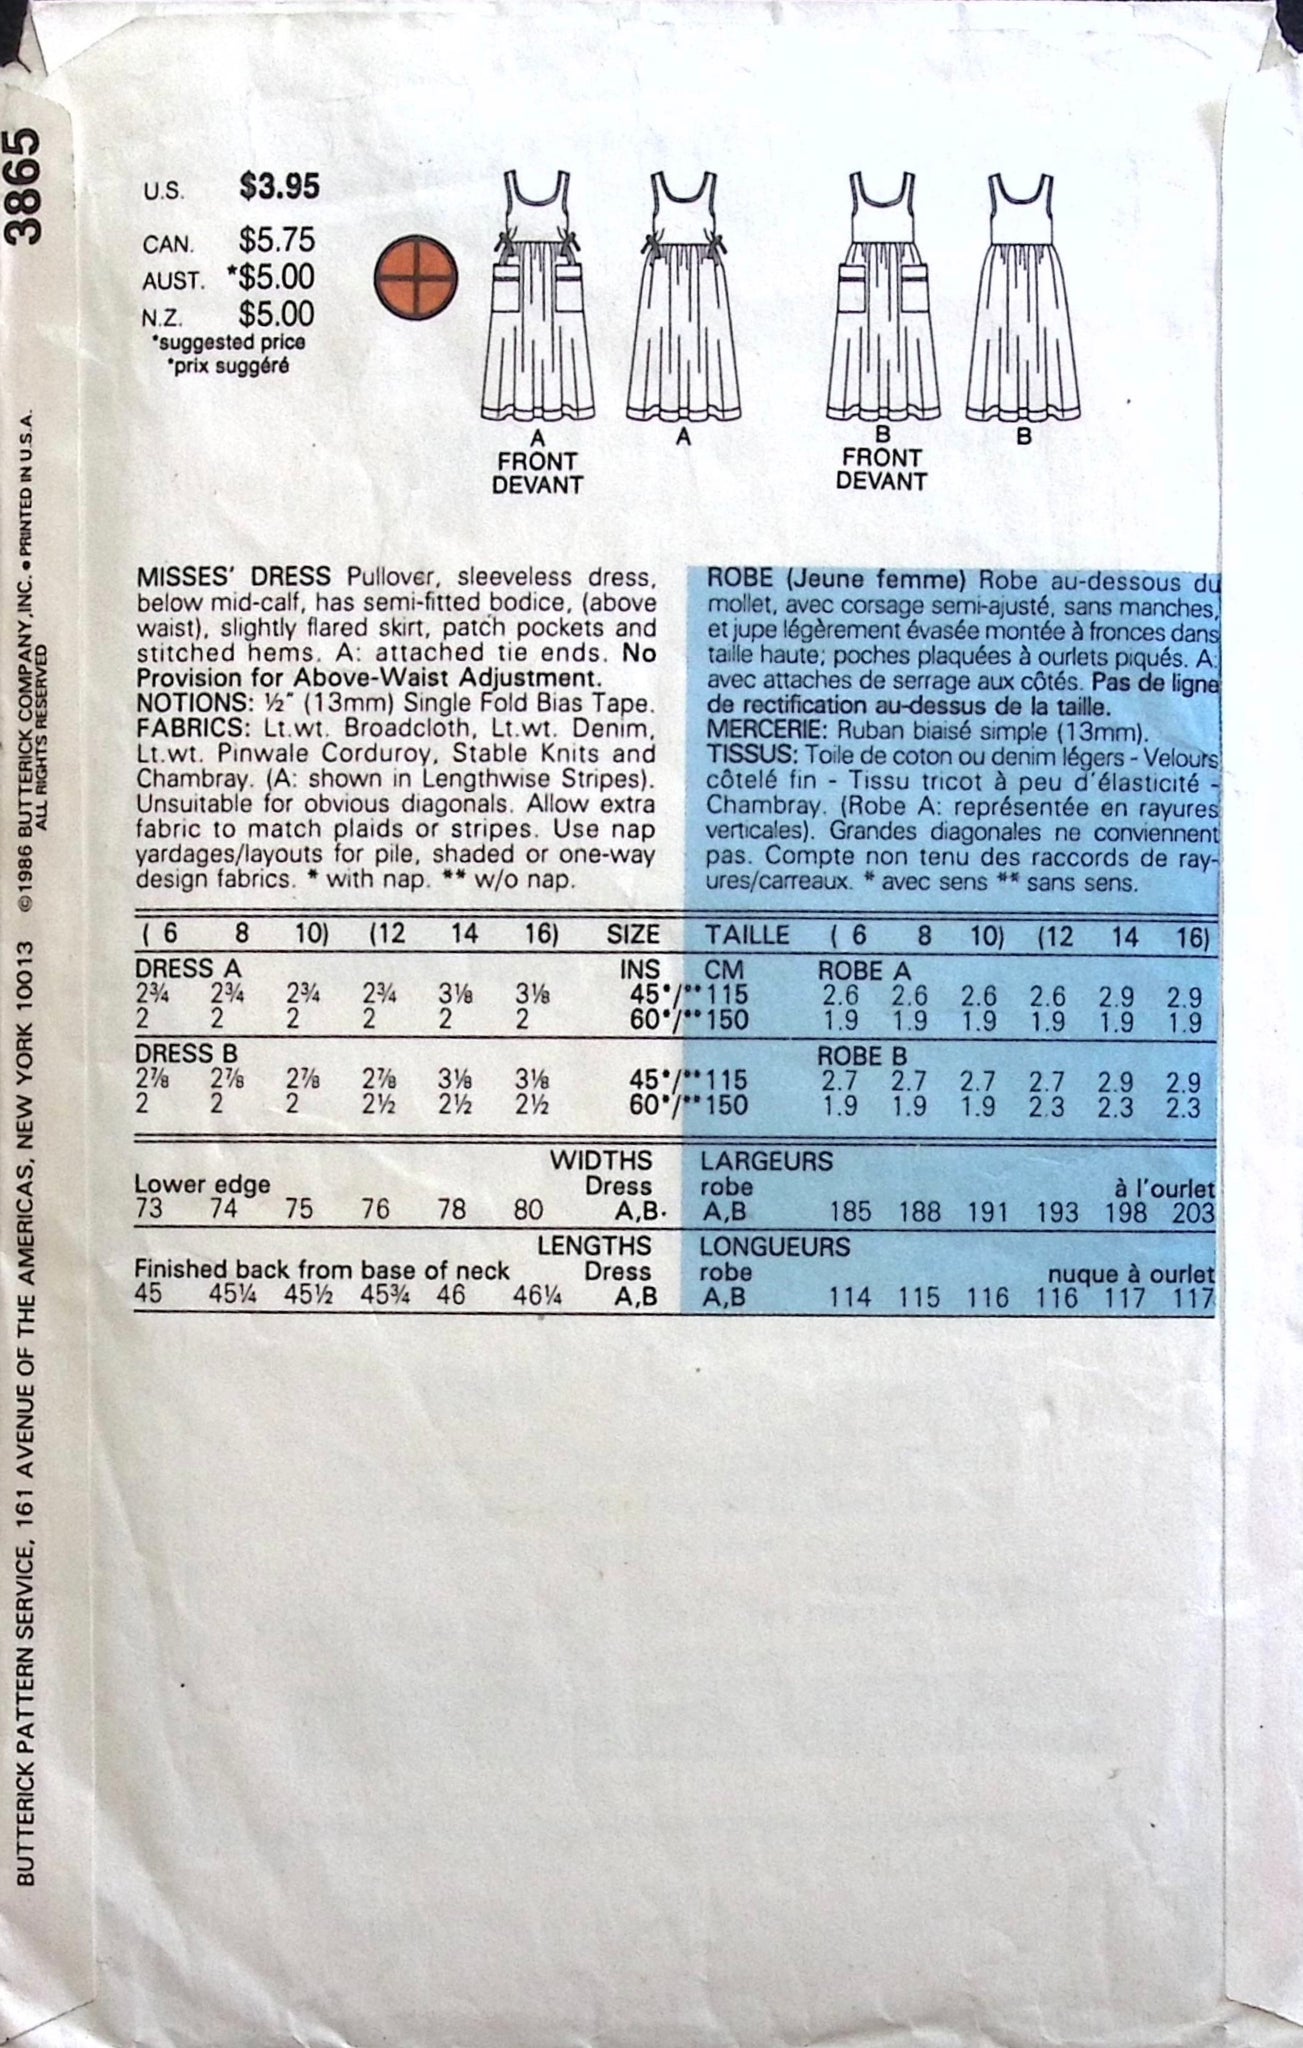 3865
BUTTERICK PATTERN SERVICE, 161 AVENUE OF THE AMERICAS, NEW YORK 10013 ©1986 BUTTERICK COMPANY, INC. • PRINTED IN U.S.A.
ALL RIGHTS RESERVED
U.S. $3.95
CAN. $5.75
AUST. *$5.00
N.Z. $5.00
*suggested price
*prix suggéré
A
FRONT
DEVANT
A
B
FRONT
DEVANT
B
MISSES' DRESS Pullover, sleeveless dress,
below mid-calf, has semi-fitted bodice, (above
waist), slightly flared skirt, patch pockets and
stitched hems. A: attached tie ends. No
Provision for Above-Waist Adjustment.
NOTIONS: ½" (13mm) Single Fold Bias Tape.
FABRICS: Lt.wt. Broadcloth, Lt.wt. Denim,
Lt.wt. Pinwale Corduroy, Stable Knits and
Chambray. (A: shown in Lengthwise Stripes).
Unsuitable for obvious diagonals. Allow extra
fabric to match plaids or stripes. Use nap
yardages/layouts for pile, shaded or one-way
design fabrics. * with nap. ** w/o nap.
ROBE (Jeune femme) Robe au-dessous du
mollet, avec corsage semi-ajusté, sans manches,
et jupe légèrement évasée montée à fronces dans
taille haute; poches plaquées à ourlets piqués. A:
avec attaches de serrage aux côtés. Pas de ligne
de rectification au-dessus de la taille.
MERCERIE: Ruban biaisé simple (13mm).
TISSUS: Toile de coton ou denim légers - Velours
côtelé fin - Tissu tricot à peu d'élasticité -
Chambray. (Robe A: représentée en rayures
verticales). Grandes diagonales ne conviennent
pas. Compte non tenu des raccords de ray-
ures/carreaux. * avec sens ** sans sens.
( 6 8 10) (12 14 16) SIZE TAILLE ( 6 8 10) (12 14 16)
DRESS A INS CM ROBE A
2¾ 2¾ 2¾ 2¾ 3⅛ 3⅛ 45*/**115 2.6 2.6 2.6 2.6 2.9 2.9
2 2 2 2 2 2 60*/**150 1.9 1.9 1.9 1.9 1.9 1.9
DRESS B ROBE B
2⅞ 2⅞ 2⅞ 2⅞ 3⅛ 3⅛ 45*/**115 2.7 2.7 2.7 2.7 2.9 2.9
2 2 2 2½ 2½ 2½ 60*/**150 1.9 1.9 1.9 2.3 2.3 2.3
WIDTHS LARGEURS
Lower edge Dress robe à l'ourlet
73 74 75 76 78 80 A,B. A,B 185 188 191 193 198 203
LENGTHS LONGUEURS
Finished back from base of neck Dress robe nuque à ourlet
45 45¼ 45½ 45¾ 46 46¼ A,B A,B 114 115 116 116 117 117